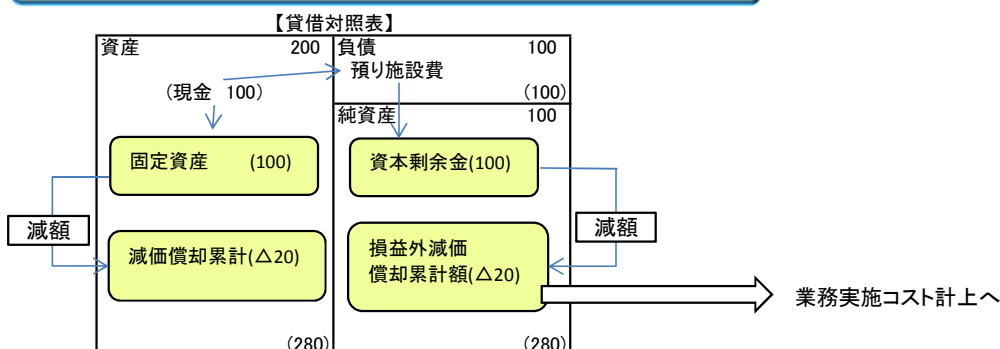 【貸借対照表】
資産 200 負債 100
預り施設費
(現金 100)
(100)
純資産 100
固定資産 (100)
資本剰余金(100)
減額
減額
減価償却累計(△20)
損益外減価
償却累計額(△20)
業務実施コスト計上へ
(280) (280)